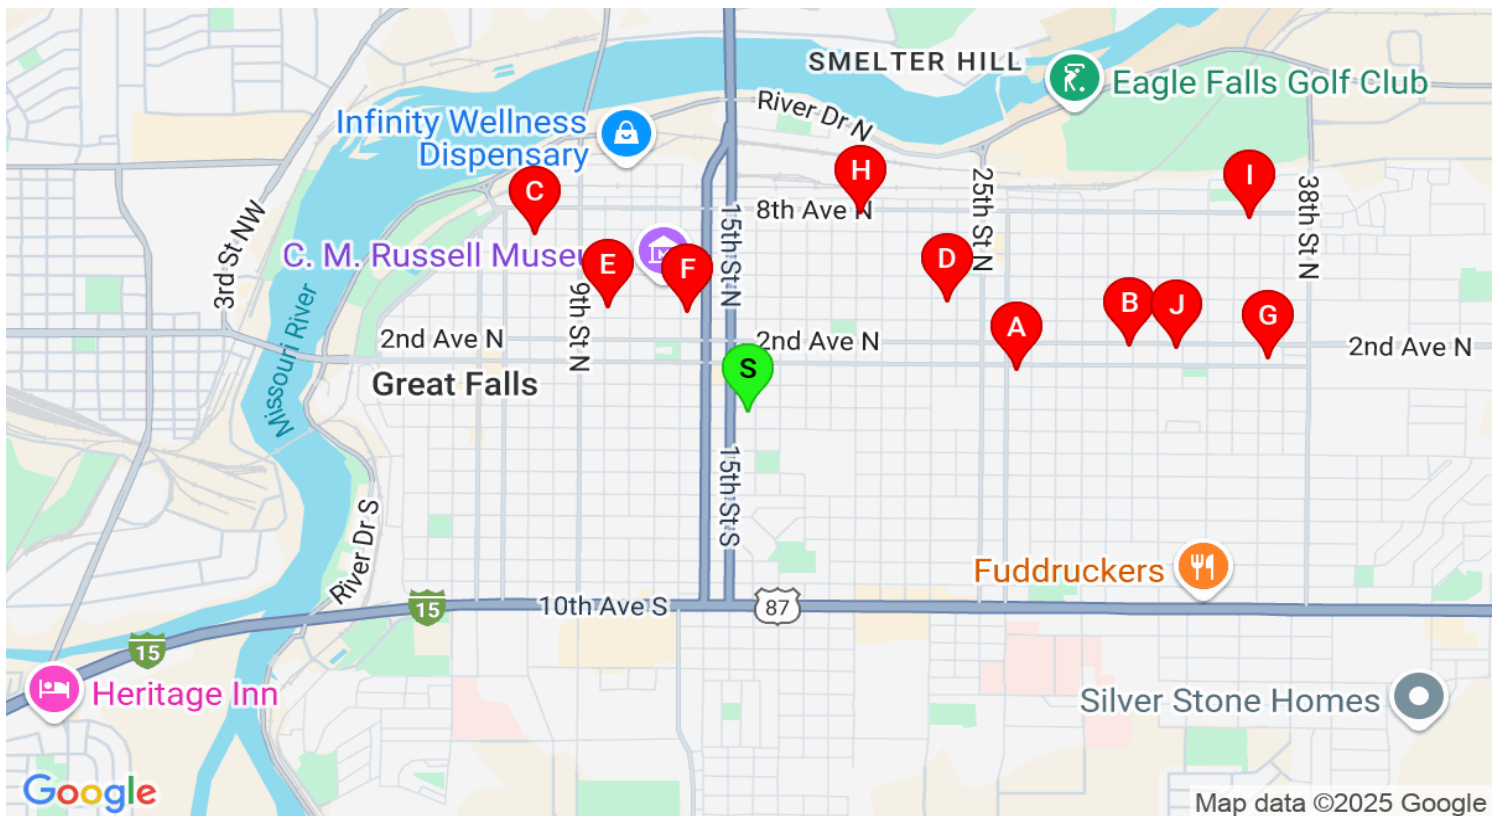 SMELTER HILL
Eagle Falls Golf Club
River Dr N
Infinity Wellness
Dispensary
H
I
C
25th St N
38th St N
3rd St NW
8th Ave N
15th St N
C. M. Russell Museu
E
F
D
9th St N
Missouri River
B
J
G
A
2nd Ave N
2nd Ave N
2nd Ave N
S
Great Falls
15th St S
River Dr S
Fuddruckers
15
10th Ave S
87
15
Heritage Inn
Silver Stone Homes
Google
Map data ©2025 Google